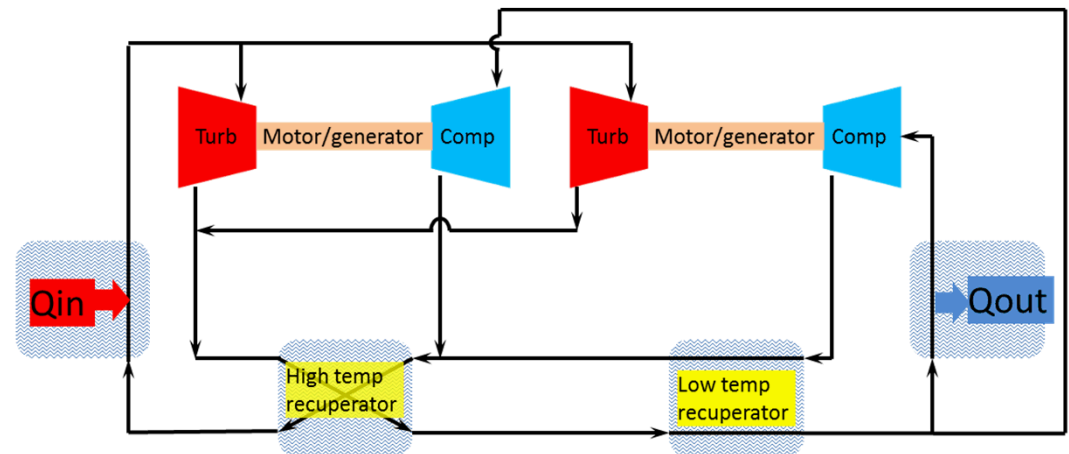 Turb
Motor/generator
Comp
Turb
Motor/generator
Comp
Qin
Qout
High temp
recuperator
Low temp
recuperator